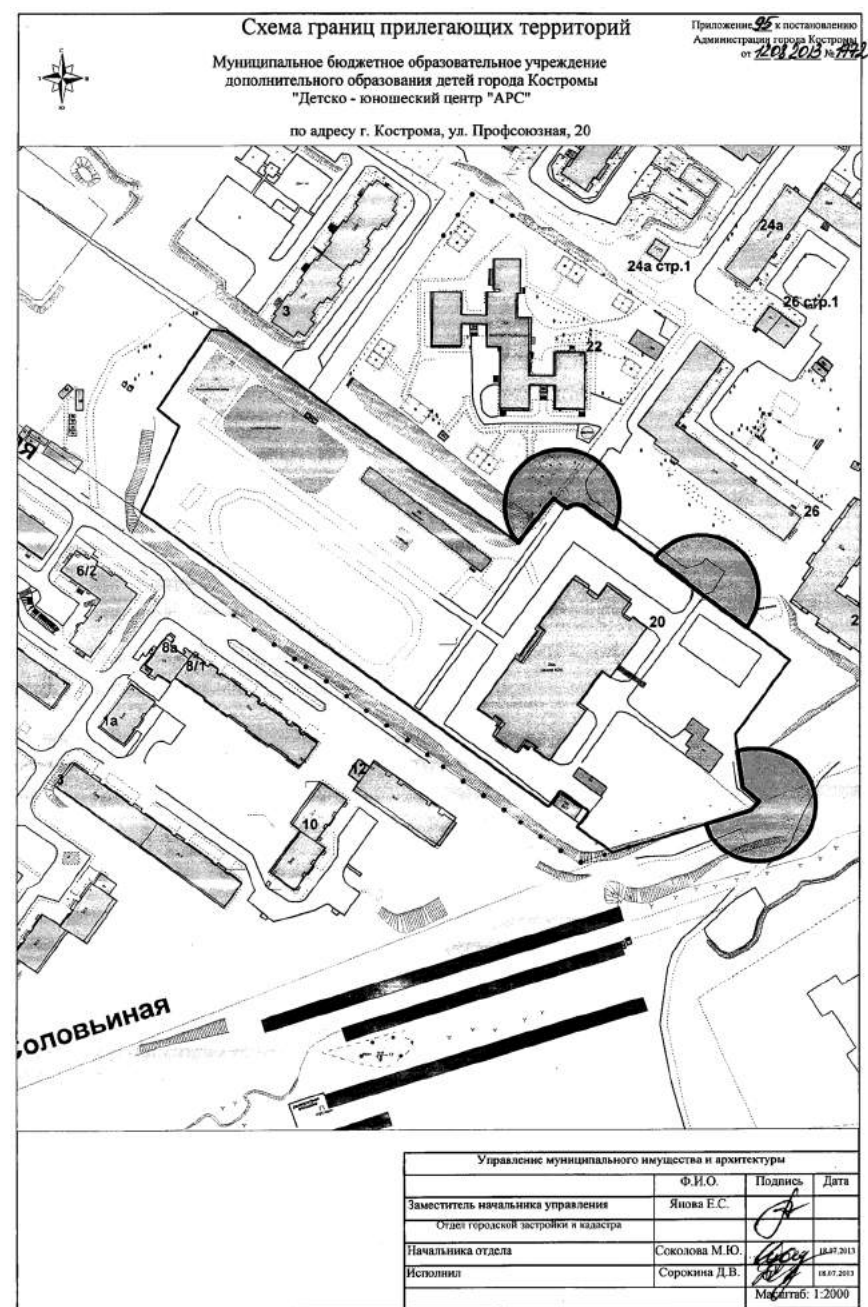 Схема границ прилегающих территорий
Приложение 95 к постановлению
Администрации города Костромы
от 12.08.2013 №
Муниципальное бюджетное образовательное учреждение
дополнительного образования детей города Костромы
"Детско - юношеский центр "АРС"
по адресу г. Кострома, ул. Профсоюзная, 20
С
В
Ю
24а
24а стр.1
26 стр.1
3
22
26
6/2
20
8а
8/1
1а
12
3
10
2
оловьиная
Управление муниципального имущества и архитектуры
Ф.И.О. Подпись Дата
Заместитель начальника управления Янова Е.С.
Отдел городской застройки и кадастра
Начальника отдела Соколова М.Ю. 18.07.2013
Исполнил Сорокина Д.В. 18.07.2013
Масштаб: 1:2000